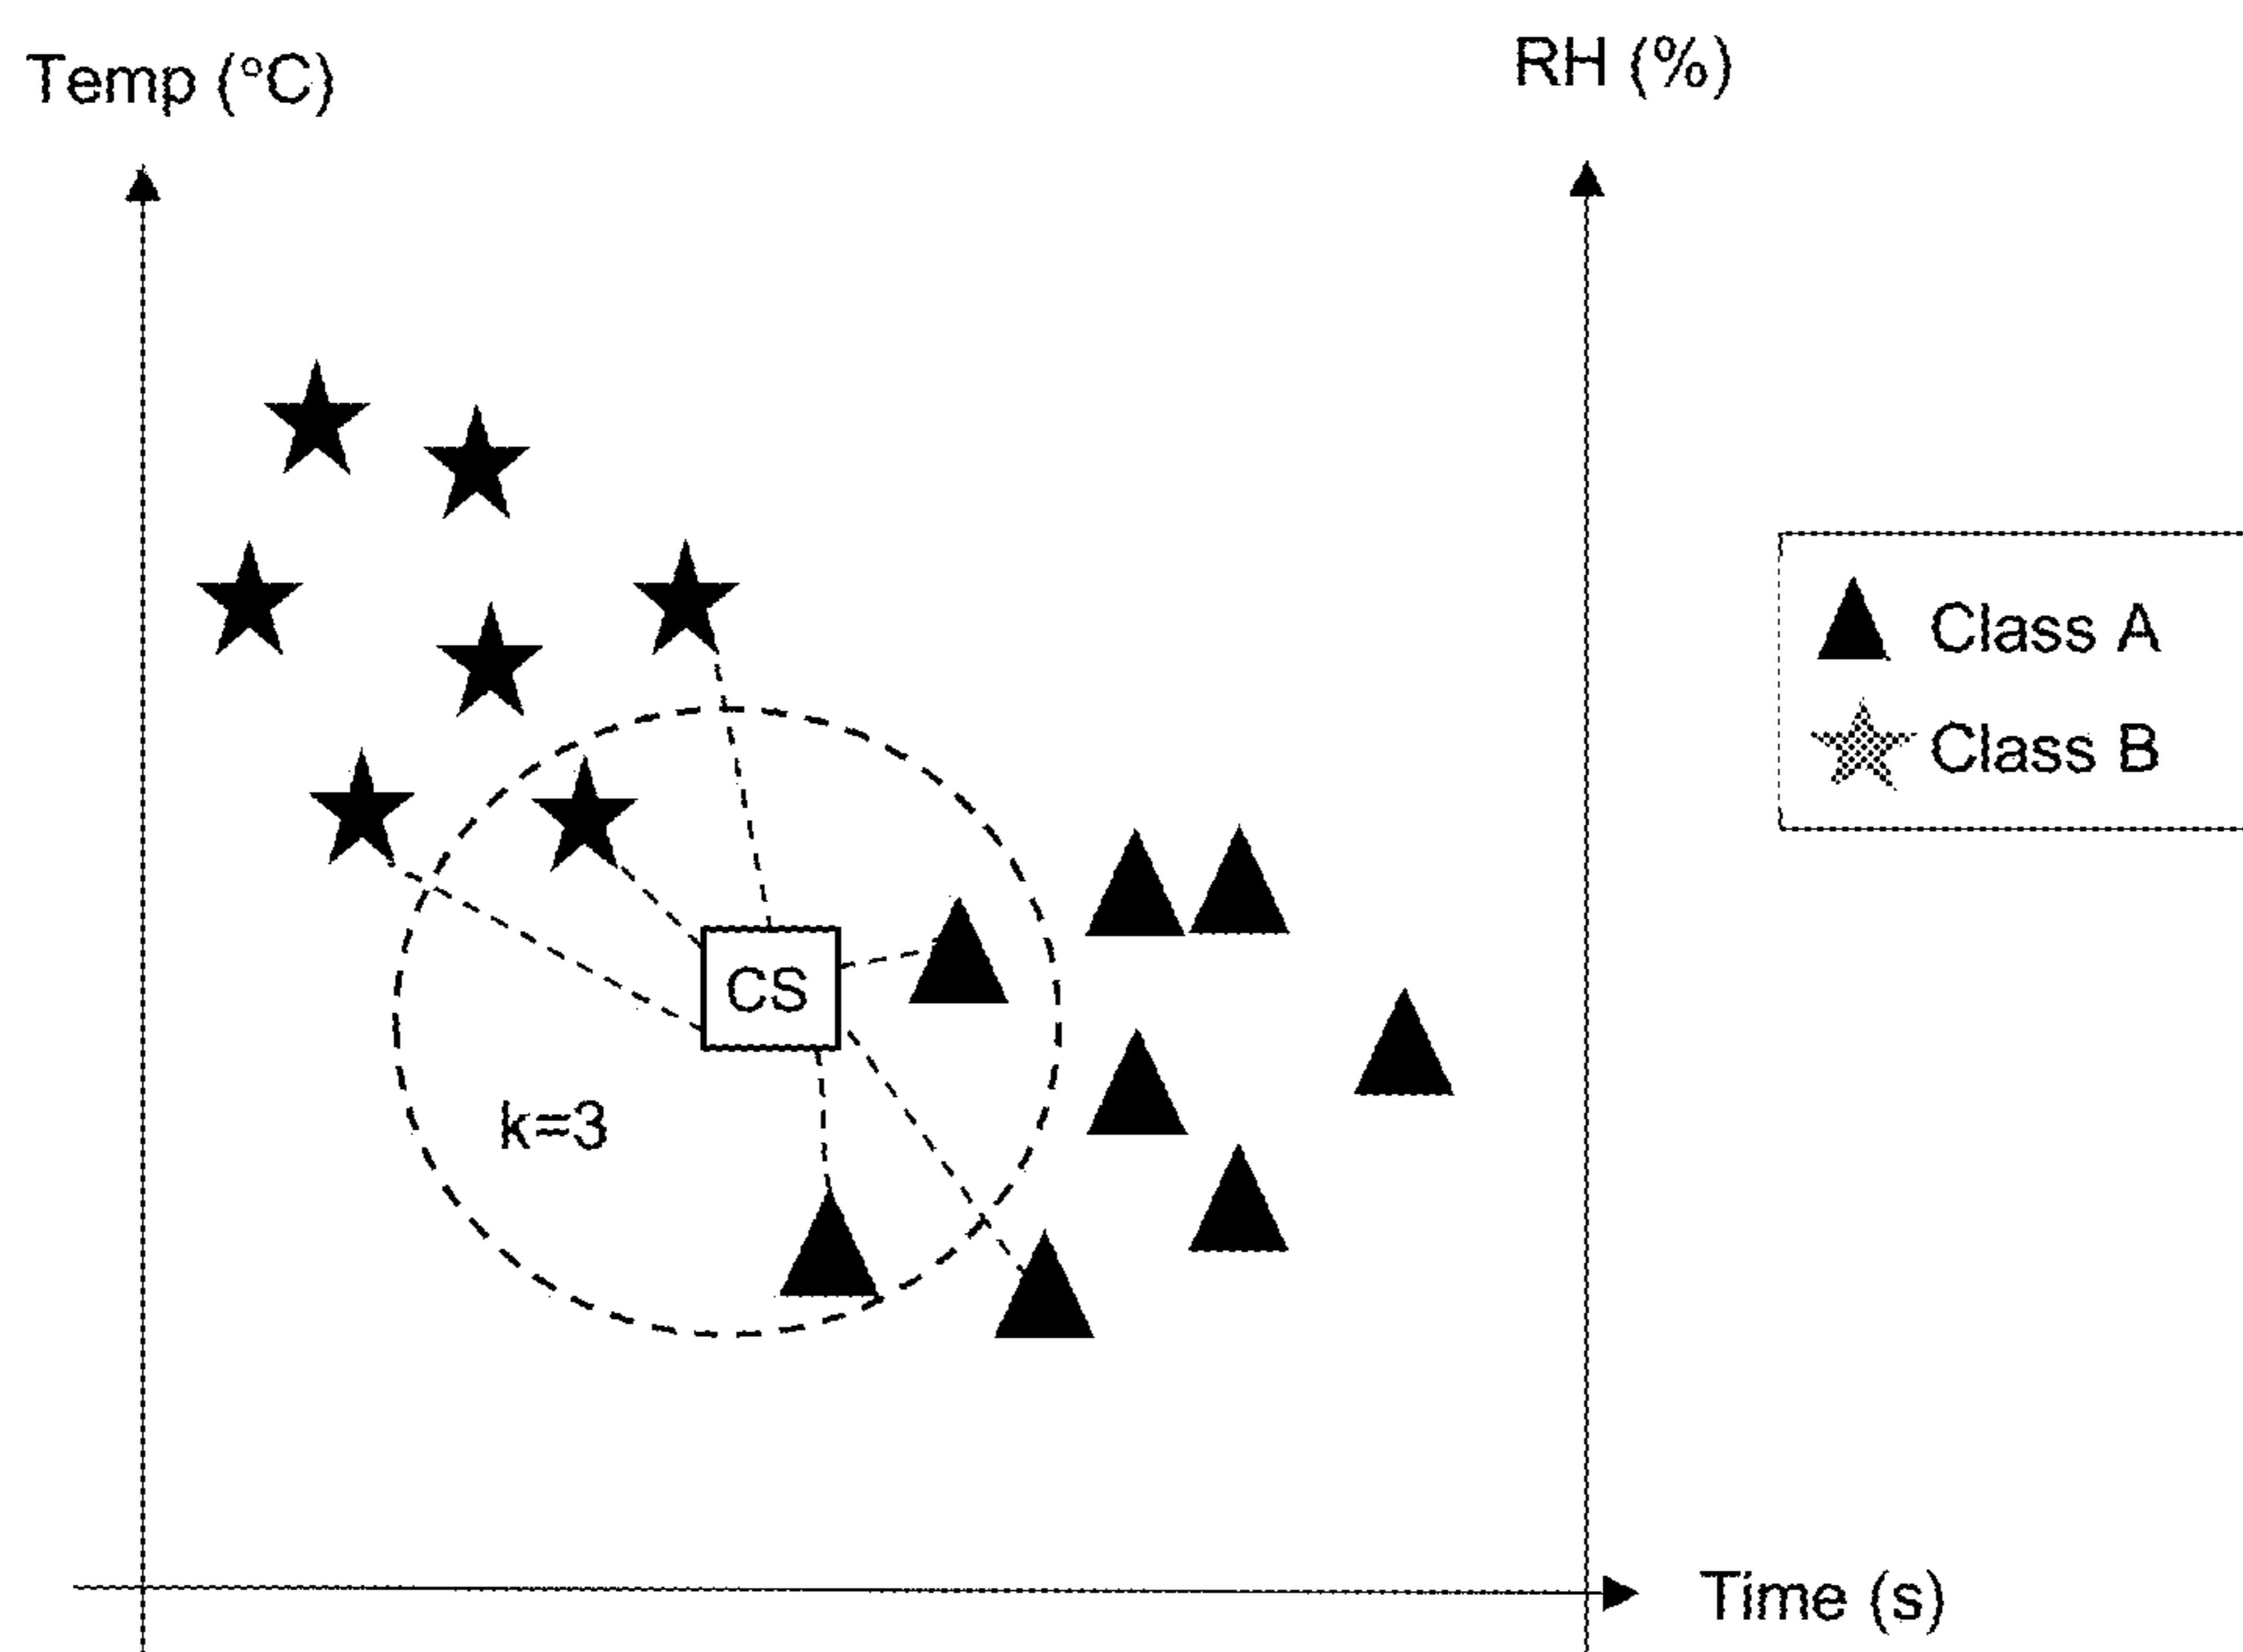 Temp (°C)
RH (%)
Class A
Class B
CS
k=3
Time (s)